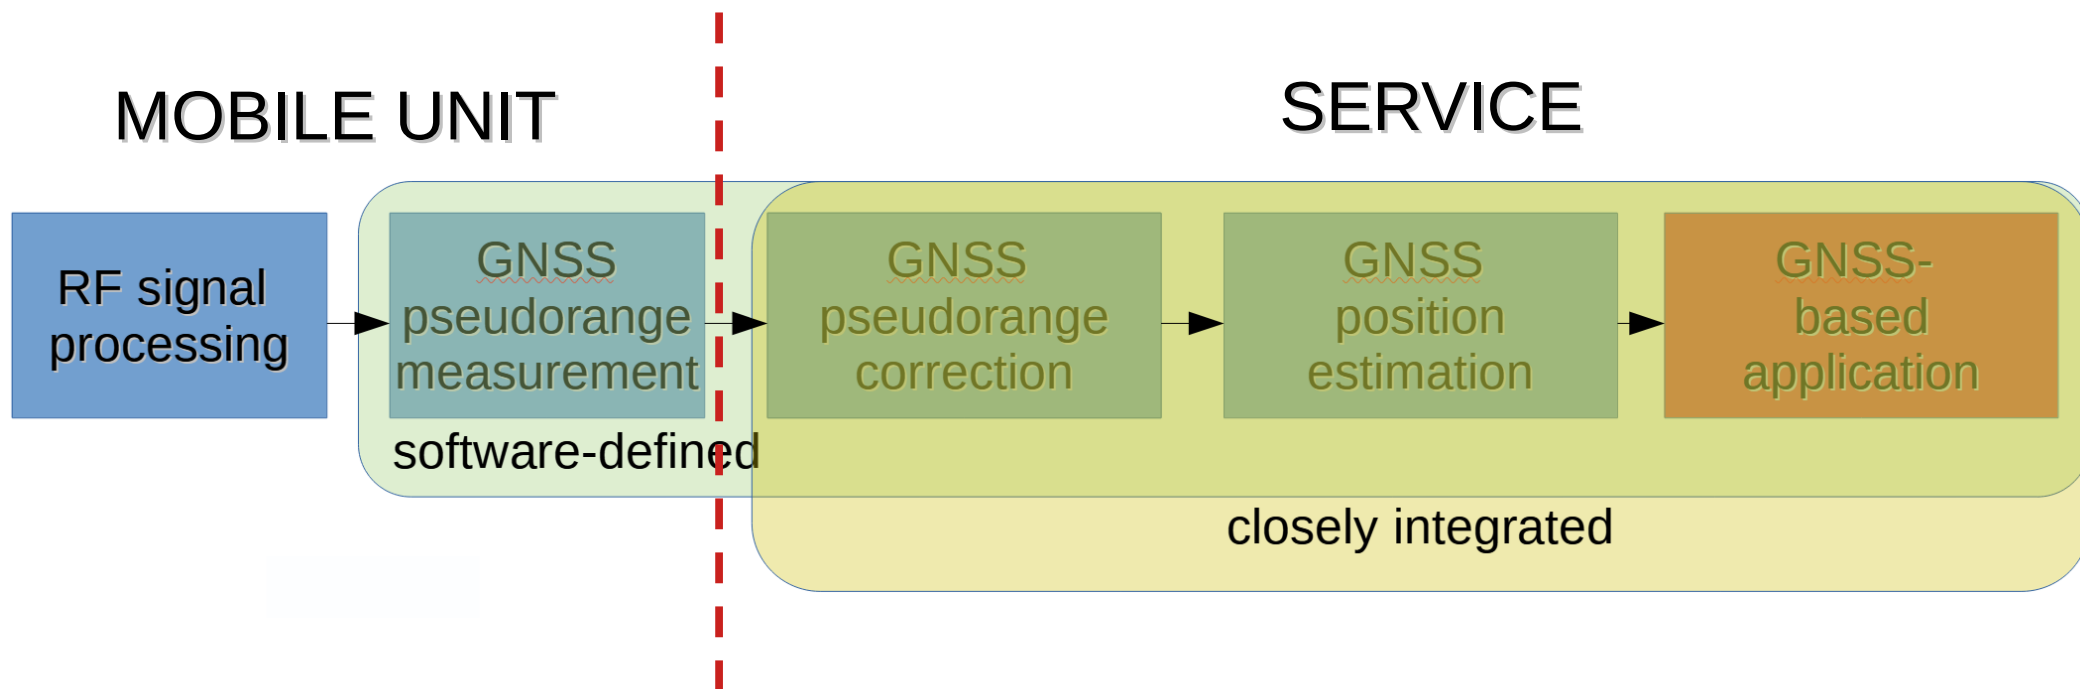 MOBILE UNIT
SERVICE
RF signal
processing
GNSS
pseudorange
measurement
GNSS
pseudorange
correction
GNSS
position
estimation
GNSS-
based
application
software-defined
closely integrated